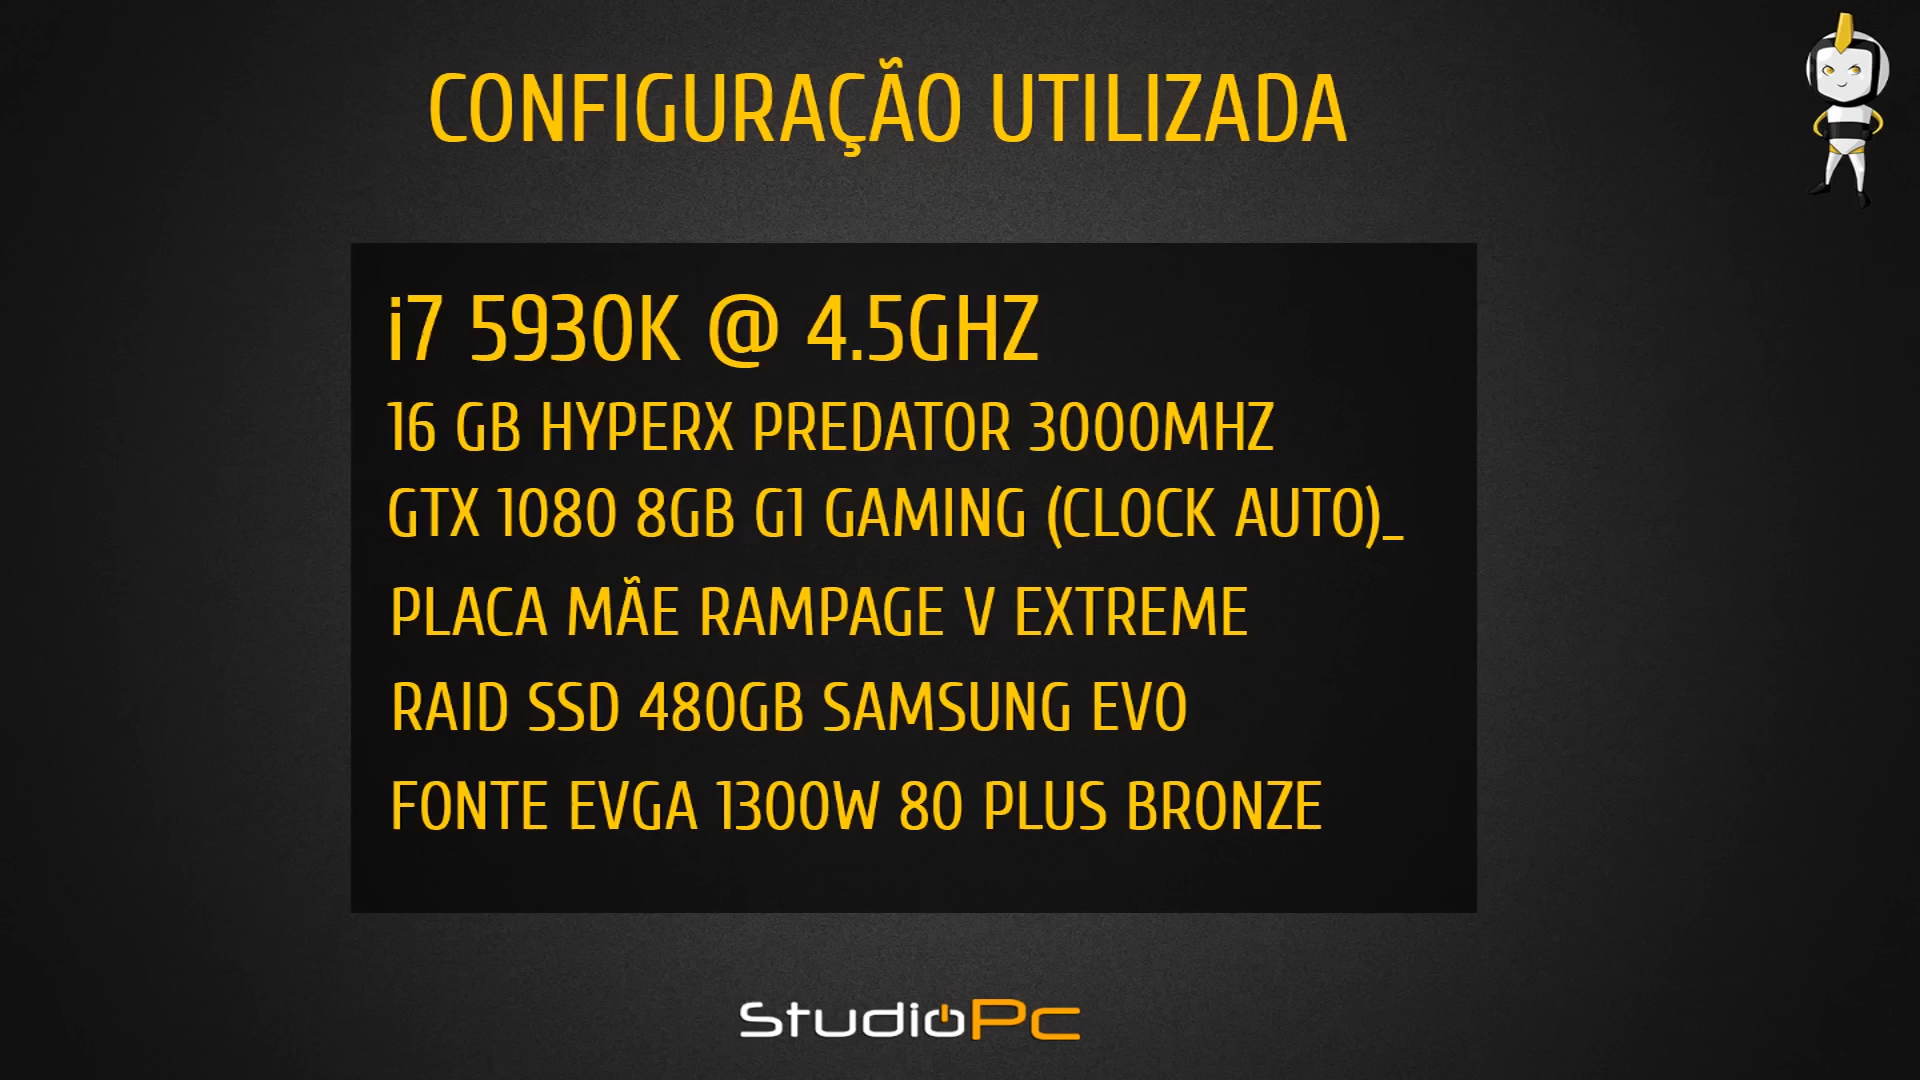 CONFIGURAÇÃO UTILIZADA
i7 5930K @ 4.5GHZ
16 GB HYPERX PREDATOR 3000MHZ
GTX 1080 8GB G1 GAMING (CLOCK AUTO)_
PLACA MÃE RAMPAGE V EXTREME
RAID SSD 480GB SAMSUNG EVO
FONTE EVGA 1300W 80 PLUS BRONZE
StudioPc